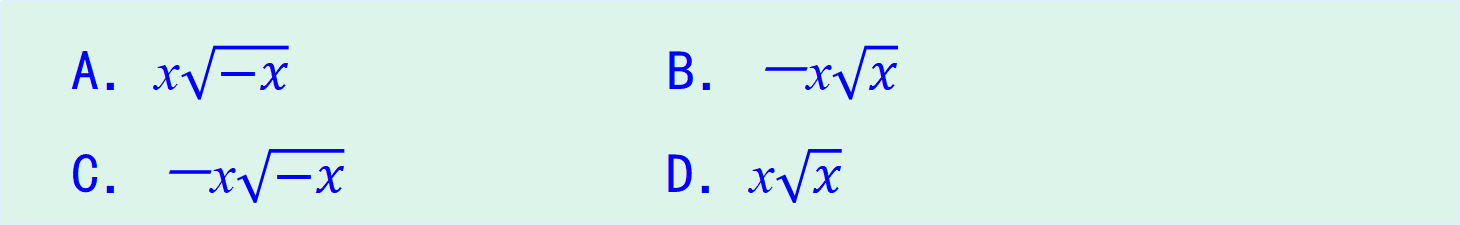 A. x√−x B. −x√x
C. −x√−x D. x√x